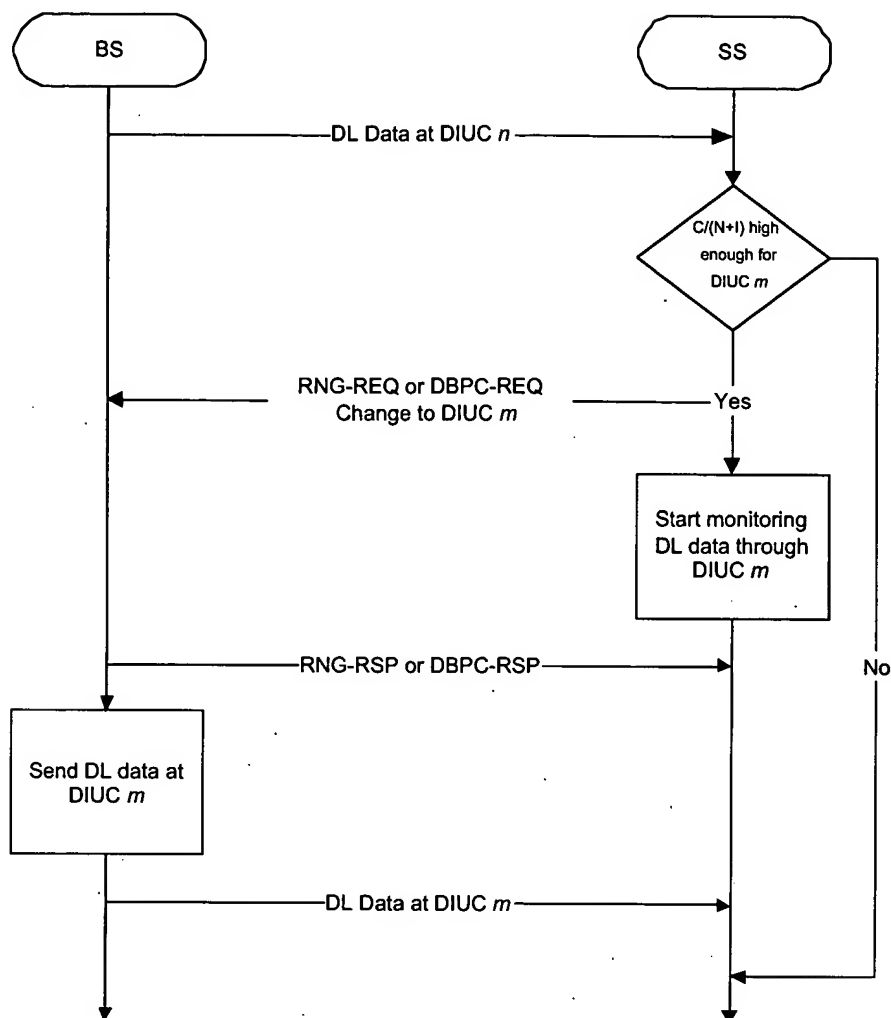 BS
SS
DL Data at DIUC n
C/(N+I) high
enough for
DIUC m
RNG-REQ or DBPC-REQ
Change to DIUC m
Yes
Start monitoring
DL data through
DIUC m
RNG-RSP or DBPC-RSP
No
Send DL data at
DIUC m
DL Data at DIUC m